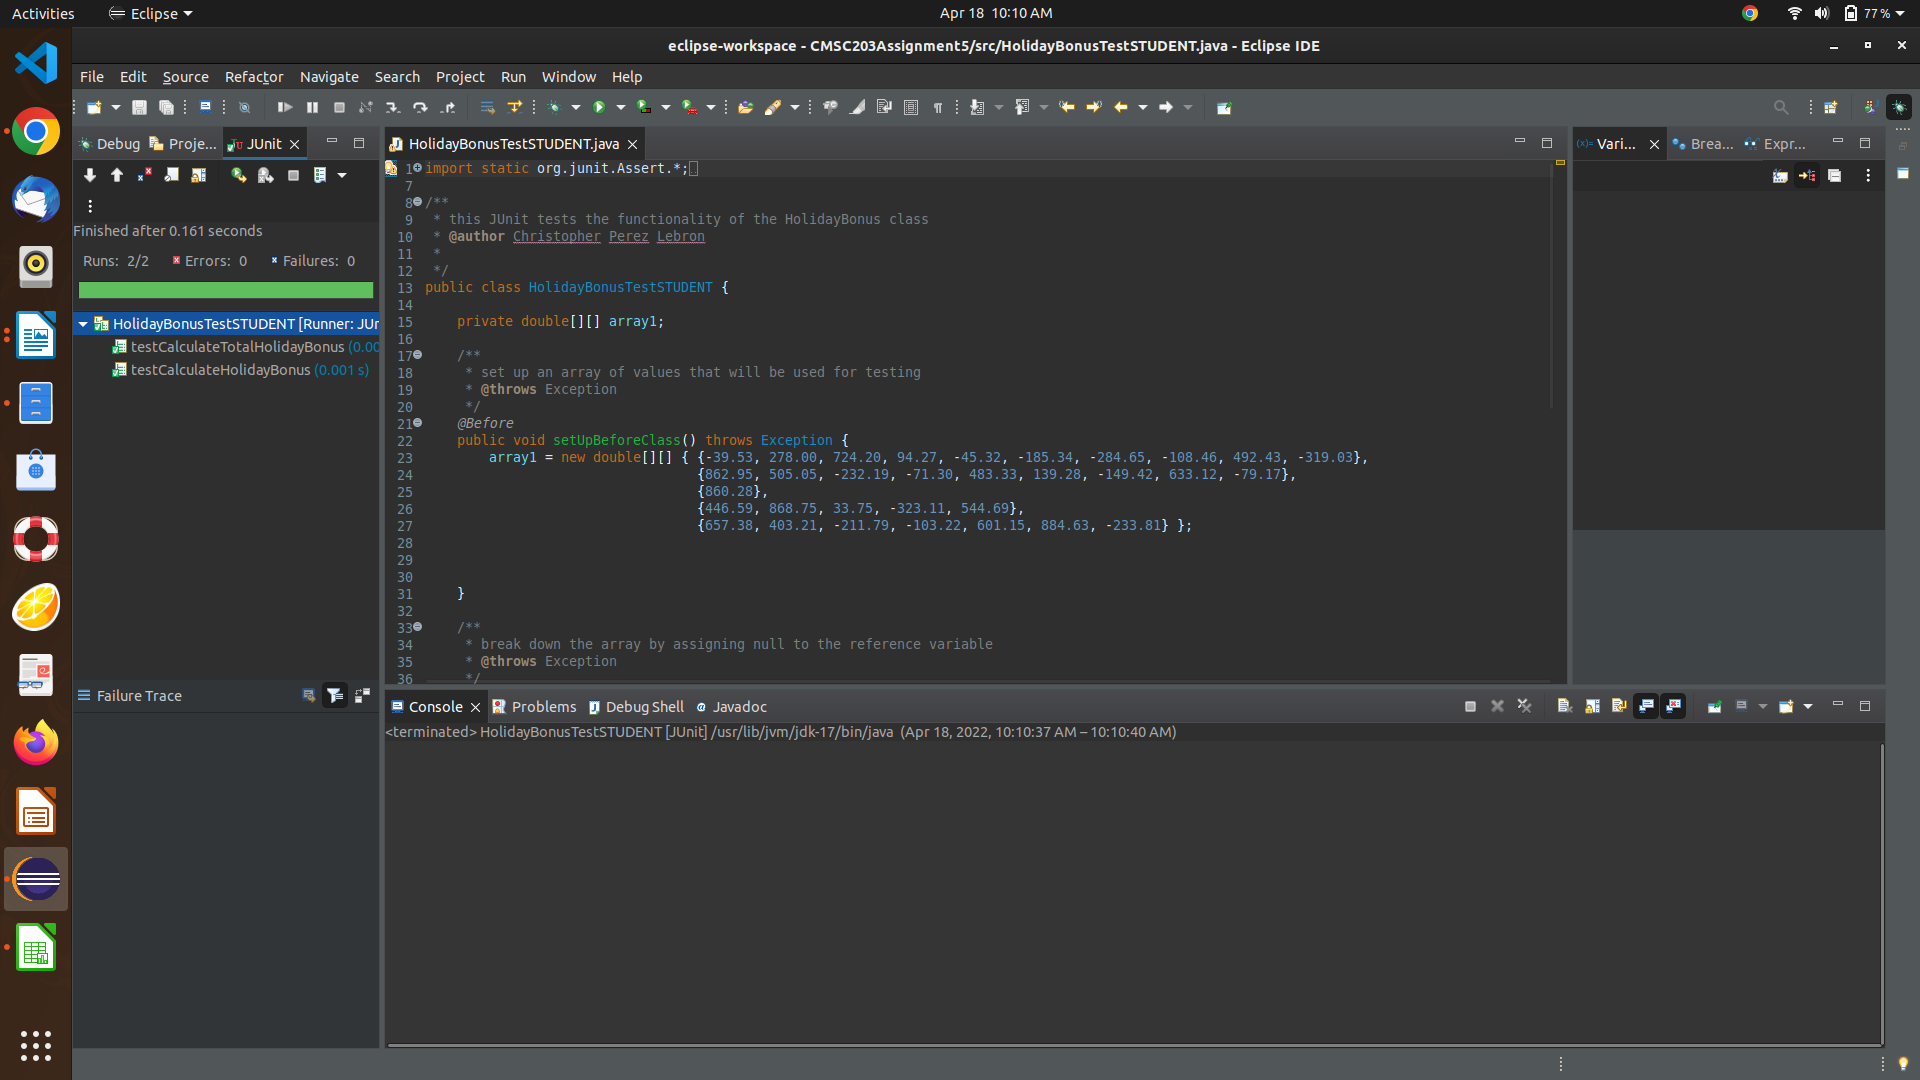 Activities Eclipse Apr 18 10:10 AM 77 %
eclipse-workspace - CMSC203Assignment5/src/HolidayBonusTestSTUDENT.java - Eclipse IDE
File Edit Source Refactor Navigate Search Project Run Window Help
Debug Proje... JUnit
Finished after 0.161 seconds
Runs: 2/2 Errors: 0 Failures: 0
HolidayBonusTestSTUDENT [Runner: JUr
testCalculateTotalHolidayBonus (0.00
testCalculateHolidayBonus (0.001 s)
Failure Trace
HolidayBonusTestSTUDENT.java
1 import static org.junit.Assert.*;
7
8 /**
9 * this JUnit tests the functionality of the HolidayBonus class
10 * @author Christopher Perez Lebron
11 *
12 */
13 public class HolidayBonusTestSTUDENT {
14
15 private double[][] array1;
16
17 /**
18 * set up an array of values that will be used for testing
19 * @throws Exception
20 */
21 @Before
22 public void setUpBeforeClass() throws Exception {
23 array1 = new double[][] { {-39.53, 278.00, 724.20, 94.27, -45.32, -185.34, -284.65, -108.46, 492.43, -319.03},
24 {862.95, 505.05, -232.19, -71.30, 483.33, 139.28, -149.42, 633.12, -79.17},
25 {860.28},
26 {446.59, 868.75, 33.75, -323.11, 544.69},
27 {657.38, 403.21, -211.79, -103.22, 601.15, 884.63, -233.81} };
28
29
30
31 }
32
33 /**
34 * break down the array by assigning null to the reference variable
35 * @throws Exception
36 */
Vari... Brea... Expr...
Console Problems Debug Shell Javadoc
<terminated> HolidayBonusTestSTUDENT [JUnit] /usr/lib/jvm/jdk-17/bin/java (Apr 18, 2022, 10:10:37 AM – 10:10:40 AM)